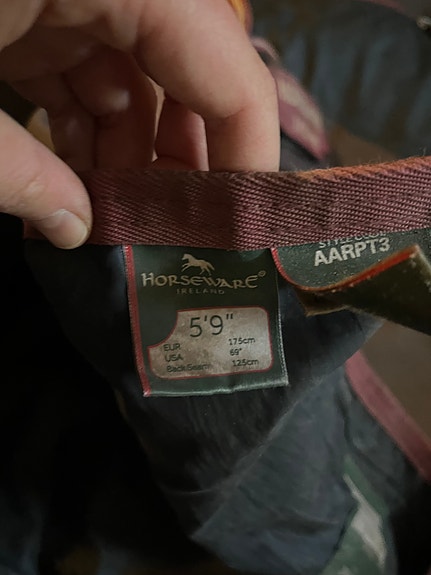 HORSEWARE®
IRELAND
5'9"
EUR 175cm
USA 69"
Back Seam 125cm
AARPT3